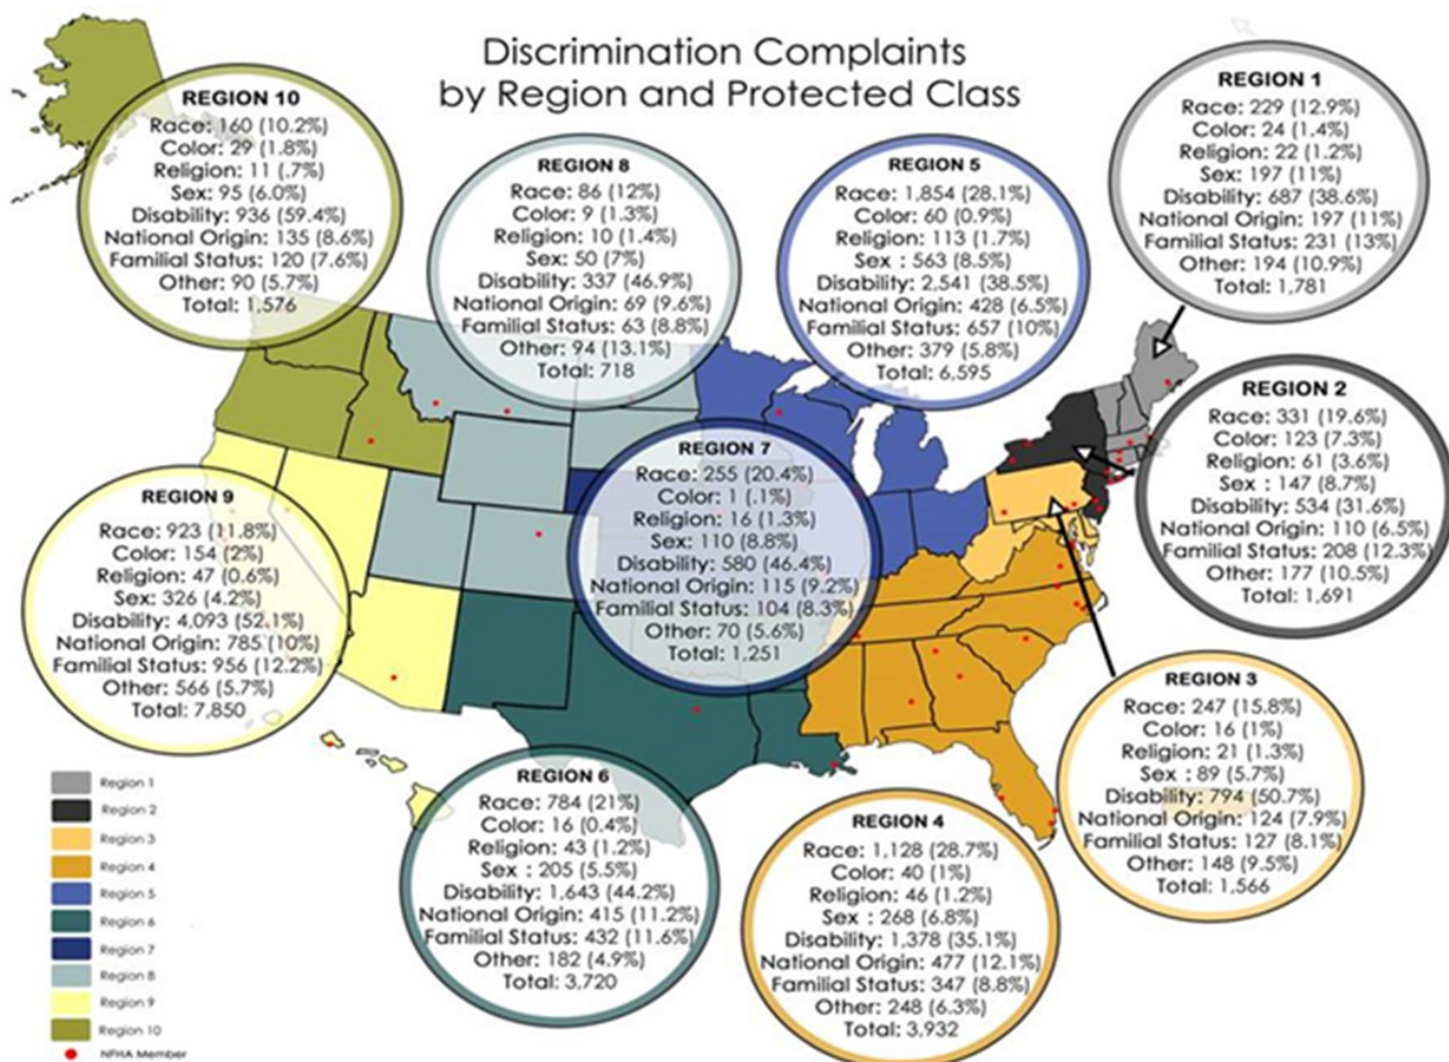 Discrimination Complaints
by Region and Protected Class
REGION 10
Race: 160 (10.2%)
Color: 29 (1.8%)
Religion: 11 (.7%)
Sex: 95 (6.0%)
Disability: 936 (59.4%)
National Origin: 135 (8.6%)
Familial Status: 120 (7.6%)
Other: 90 (5.7%)
Total: 1,576
REGION 8
Race: 86 (12%)
Color: 9 (1.3%)
Religion: 10 (1.4%)
Sex: 50 (7%)
Disability: 337 (46.9%)
National Origin: 69 (9.6%)
Familial Status: 63 (8.8%)
Other: 94 (13.1%)
Total: 718
REGION 5
Race: 1,854 (28.1%)
Color: 60 (0.9%)
Religion: 113 (1.7%)
Sex : 563 (8.5%)
Disability: 2,541 (38.5%)
National Origin: 428 (6.5%)
Familial Status: 657 (10%)
Other: 379 (5.8%)
Total: 6,595
REGION 1
Race: 229 (12.9%)
Color: 24 (1.4%)
Religion: 22 (1.2%)
Sex: 197 (11%)
Disability: 687 (38.6%)
National Origin: 197 (11%)
Familial Status: 231 (13%)
Other: 194 (10.9%)
Total: 1,781
REGION 2
Race: 331 (19.6%)
Color: 123 (7.3%)
Religion: 61 (3.6%)
Sex : 147 (8.7%)
Disability: 534 (31.6%)
National Origin: 110 (6.5%)
Familial Status: 208 (12.3%)
Other: 177 (10.5%)
Total: 1,691
REGION 7
Race: 255 (20.4%)
Color: 1 (.1%)
Religion: 16 (1.3%)
Sex: 110 (8.8%)
Disability: 580 (46.4%)
National Origin: 115 (9.2%)
Familial Status: 104 (8.3%)
Other: 70 (5.6%)
Total: 1,251
REGION 9
Race: 923 (11.8%)
Color: 154 (2%)
Religion: 47 (0.6%)
Sex: 326 (4.2%)
Disability: 4,093 (52.1%)
National Origin: 785 (10%)
Familial Status: 956 (12.2%)
Other: 566 (5.7%)
Total: 7,850
REGION 3
Race: 247 (15.8%)
Color: 16 (1%)
Religion: 21 (1.3%)
Sex : 89 (5.7%)
Disability: 794 (50.7%)
National Origin: 124 (7.9%)
Familial Status: 127 (8.1%)
Other: 148 (9.5%)
Total: 1,566
REGION 6
Race: 784 (21%)
Color: 16 (0.4%)
Religion: 43 (1.2%)
Sex : 205 (5.5%)
Disability: 1,643 (44.2%)
National Origin: 415 (11.2%)
Familial Status: 432 (11.6%)
Other: 182 (4.9%)
Total: 3,720
REGION 4
Race: 1,128 (28.7%)
Color: 40 (1%)
Religion: 46 (1.2%)
Sex : 268 (6.8%)
Disability: 1,378 (35.1%)
National Origin: 477 (12.1%)
Familial Status: 347 (8.8%)
Other: 248 (6.3%)
Total: 3,932
Region 1
Region 2
Region 3
Region 4
Region 5
Region 6
Region 7
Region 8
Region 9
Region 10
NFHA Member